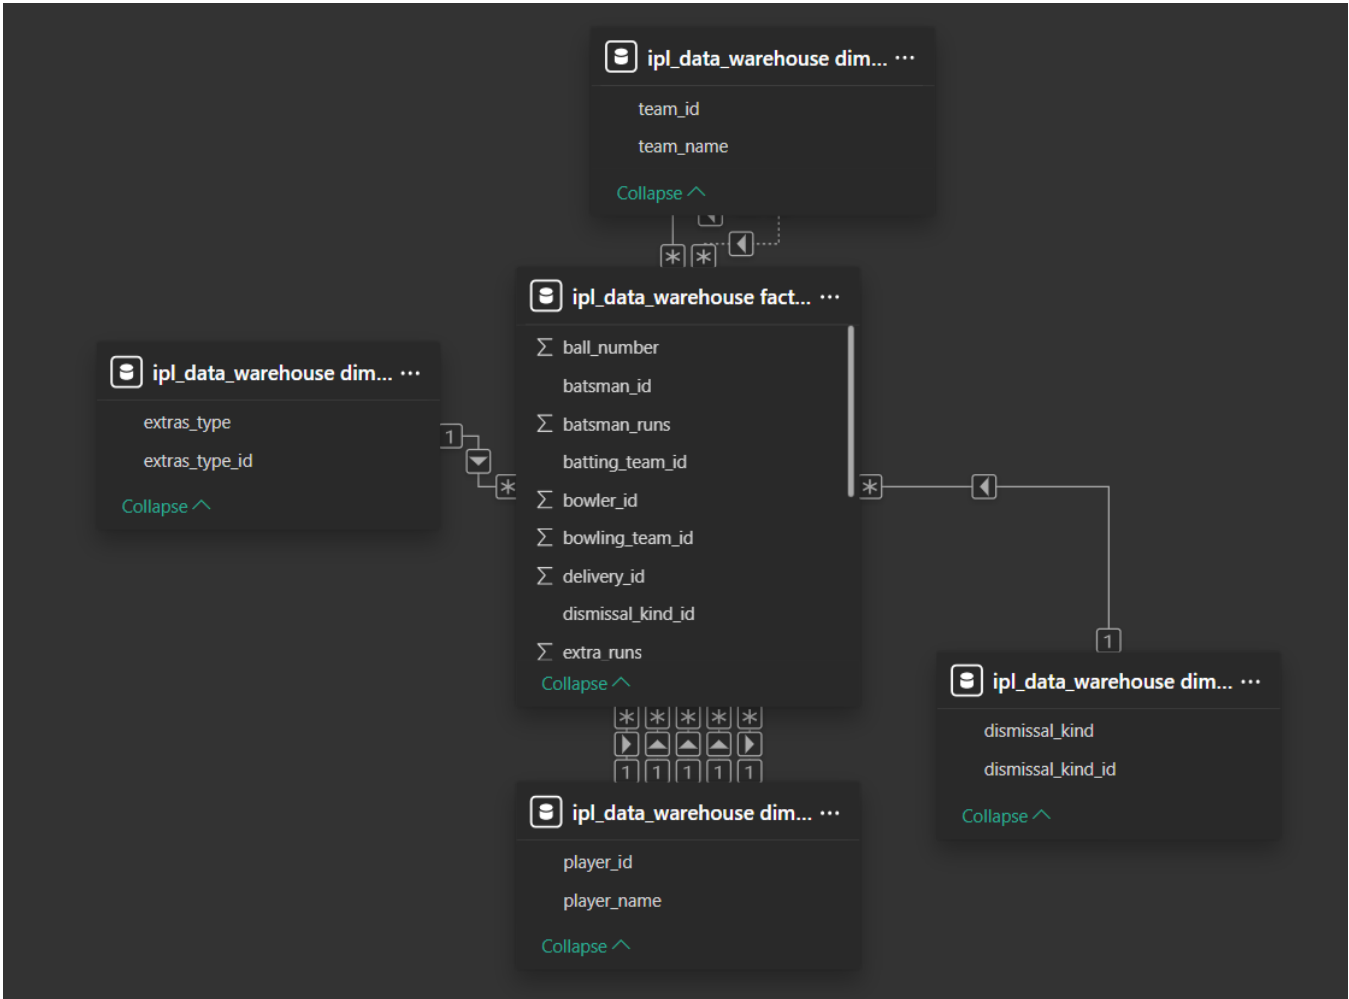 ipl_data_warehouse dim... ...
team_id
team_name
Collapse
* *
ipl_data_warehouse fact... ...
∑ ball_number
batsman_id
∑ batsman_runs
batting_team_id
∑ bowler_id
∑ bowling_team_id
∑ delivery_id
dismissal_kind_id
∑ extra_runs
Collapse
ipl_data_warehouse dim... ...
extras_type
extras_type_id
Collapse
1
*
*
1
ipl_data_warehouse dim... ...
dismissal_kind
dismissal_kind_id
Collapse
* * * * *
1 1 1 1 1
ipl_data_warehouse dim... ...
player_id
player_name
Collapse